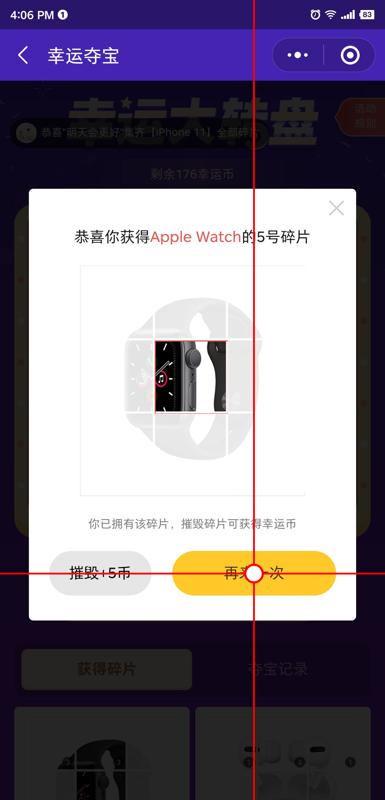 4:06 PM
83
幸运夺宝
幸运大转盘
活动
规则
恭喜"萌天会更好"集齐【iPhone 11】全部碎片
剩余176幸运币
恭喜你获得Apple Watch的5号碎片
你已拥有该碎片，摧毁碎片可获得幸运币
摧毁+5币
再来一次
获得碎片
夺宝记录